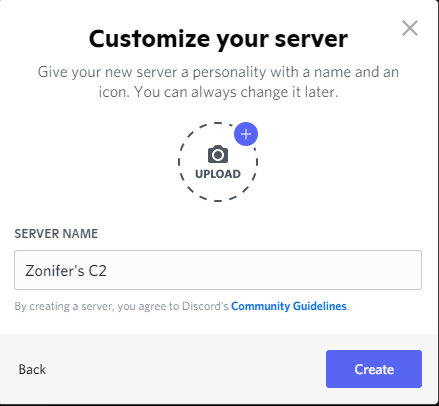 Customize your server
Give your new server a personality with a name and an
icon. You can always change it later.
UPLOAD
SERVER NAME
Zonifer's C2
By creating a server, you agree to Discord's Community Guidelines.
Back
Create